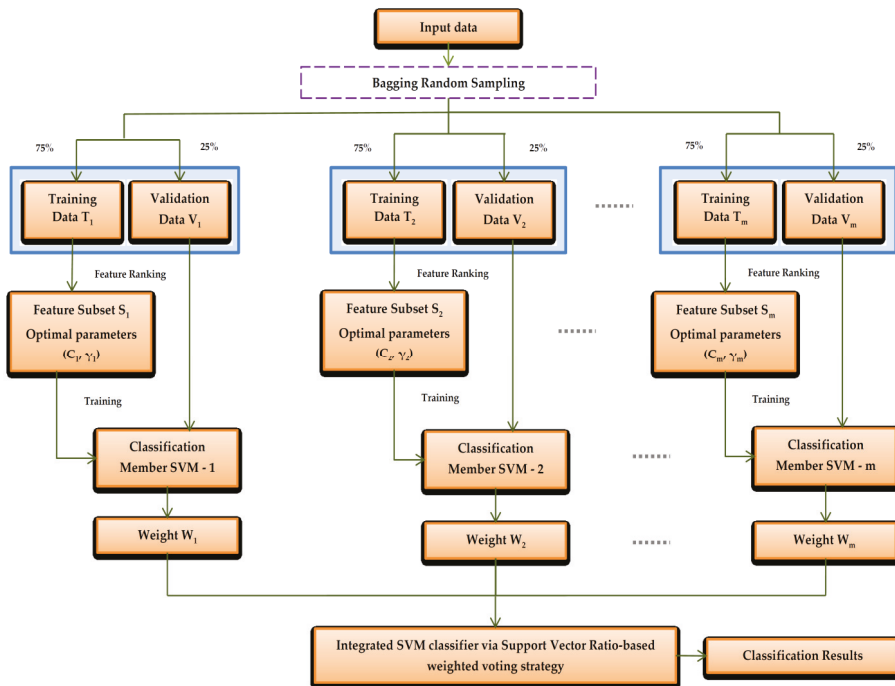 Input data
Bagging Random Sampling
75%
25%
75%
25%
75%
25%
Training
Data T₁
Validation
Data V₁
Training
Data T₂
Validation
Data V₂
Training
Data Tₘ
Validation
Data Vₘ
Feature Ranking
Feature Ranking
Feature Ranking
Feature Subset S₁
Optimal parameters
(C₁, γ₁)
Feature Subset S₂
Optimal parameters
(C₂, γ₂)
Feature Subset Sₘ
Optimal parameters
(Cₘ, γₘ)
Training
Training
Training
Classification
Member SVM - 1
Classification
Member SVM - 2
Classification
Member SVM - m
Weight W₁
Weight W₂
Weight Wₘ
Integrated SVM classifier via Support Vector Ratio-based
weighted voting strategy
Classification Results